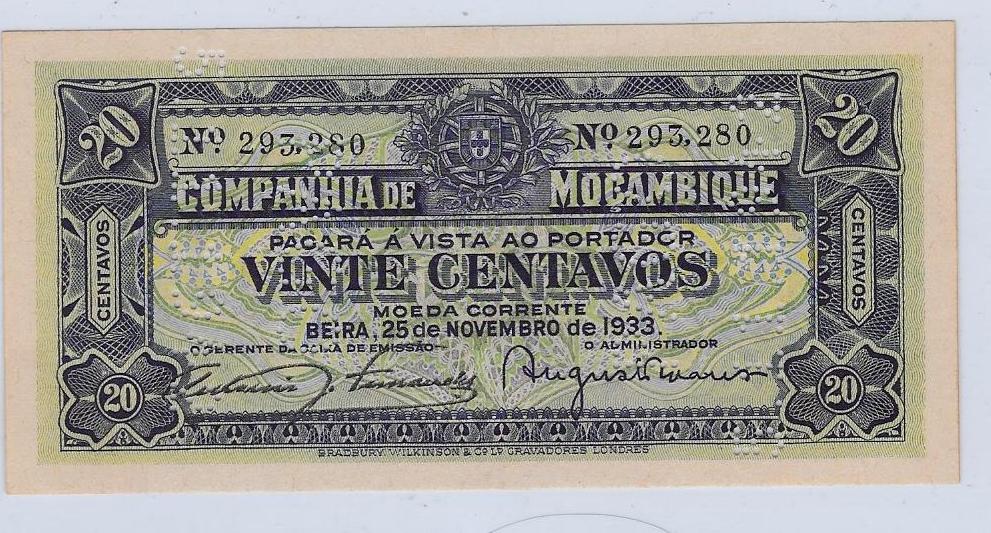 20 20
Nº 293,280 Nº 293,280
COMPANHIA DE MOÇAMBIQUE
PAGARÁ Á VISTA AO PORTADOR
VINTE CENTAVOS
CENTAVOS CENTAVOS
MOEDA CORRENTE
BEIRA, 25 de NOVEMBRO de 1933.
O GERENTE DA CAIXA DE EMISSÃO O ADMINISTRADOR
20 20
BRADBURY, WILKINSON & Cº Lᴰ GRAVADORES LONDRES